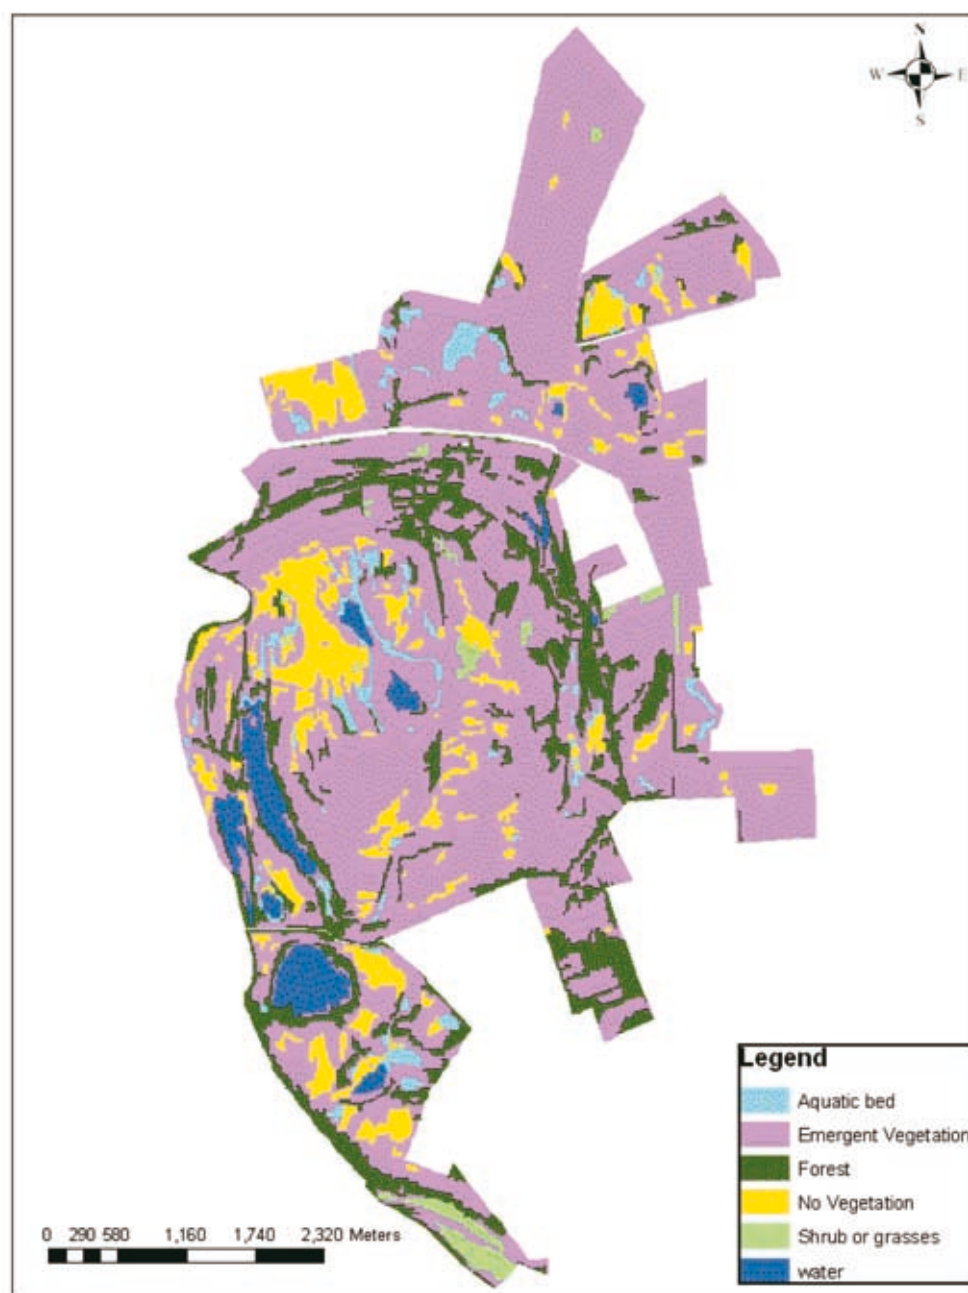 N
W E
S
Legend
Aquatic bed
Emergent Vegetation
Forest
No Vegetation
Shrub or grasses
water
0 290 580 1,160 1,740 2,320 Meters